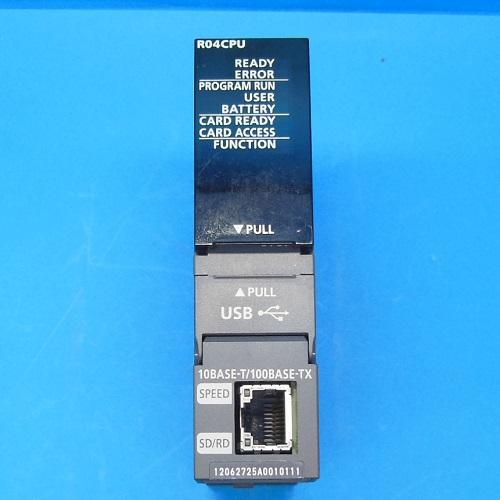 R04CPU
READY
ERROR
PROGRAM RUN
USER
BATTERY
CARD READY
CARD ACCESS
FUNCTION
▼PULL
▲PULL
USB
10BASE-T/100BASE-TX
SPEED
SD/RD
12062725A0010111